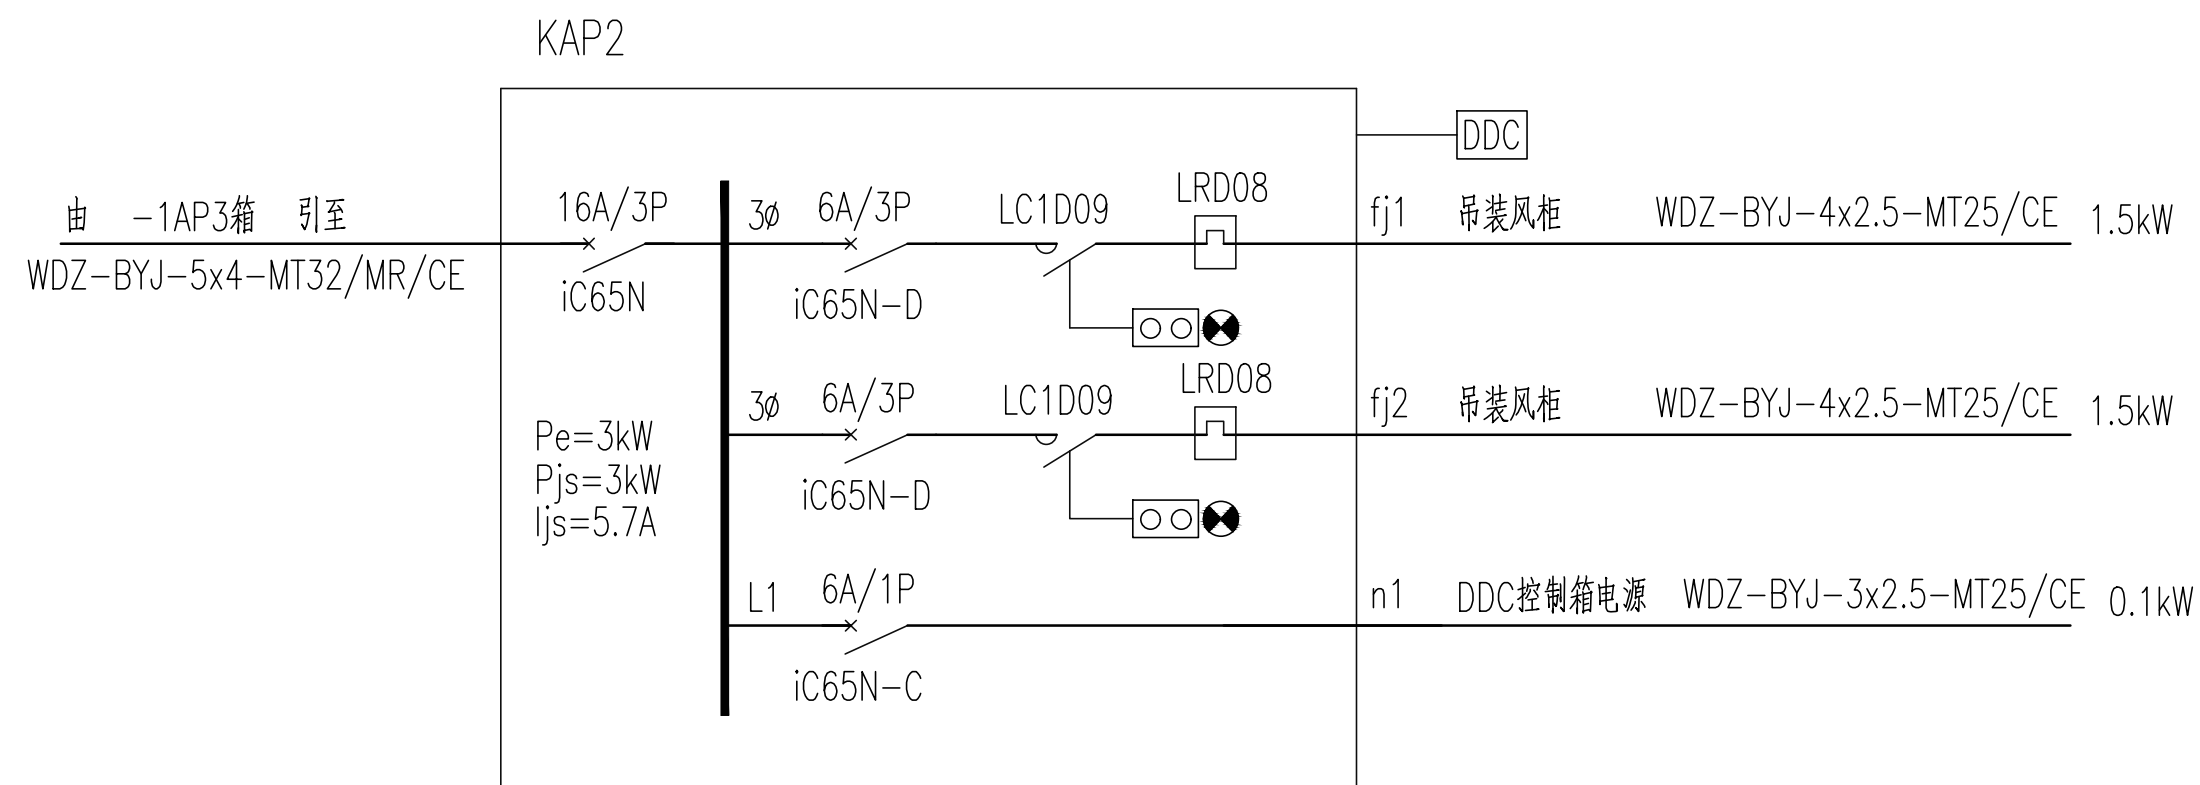 KAP2
DDC
由 -1AP3箱 引至
WDZ-BYJ-5x4-MT32/MR/CE
16A/3P
iC65N
3ø
6A/3P
iC65N-D
LC1D09
LRD08
fj1 吊装风柜 WDZ-BYJ-4x2.5-MT25/CE 1.5kW
3ø
6A/3P
iC65N-D
LC1D09
LRD08
fj2 吊装风柜 WDZ-BYJ-4x2.5-MT25/CE 1.5kW
Pe=3kW
Pjs=3kW
Ijs=5.7A
L1
6A/1P
iC65N-C
n1 DDC控制箱电源 WDZ-BYJ-3x2.5-MT25/CE 0.1kW